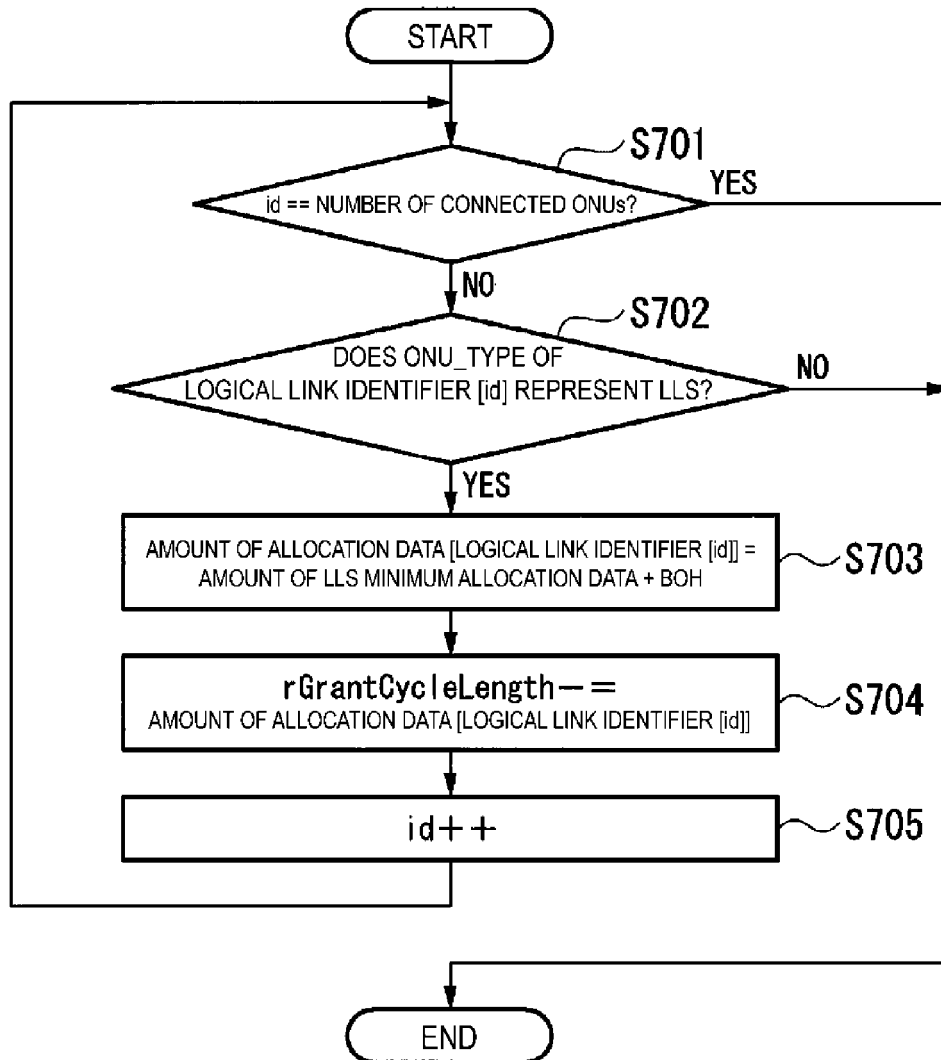 START
S701
id == NUMBER OF CONNECTED ONUs?
YES
NO
S702
DOES ONU_TYPE OF
LOGICAL LINK IDENTIFIER [id] REPRESENT LLS?
NO
YES
AMOUNT OF ALLOCATION DATA [LOGICAL LINK IDENTIFIER [id]] =
AMOUNT OF LLS MINIMUM ALLOCATION DATA + BOH
S703
rGrantCycleLength-=
AMOUNT OF ALLOCATION DATA [LOGICAL LINK IDENTIFIER [id]]
S704
id++
S705
END